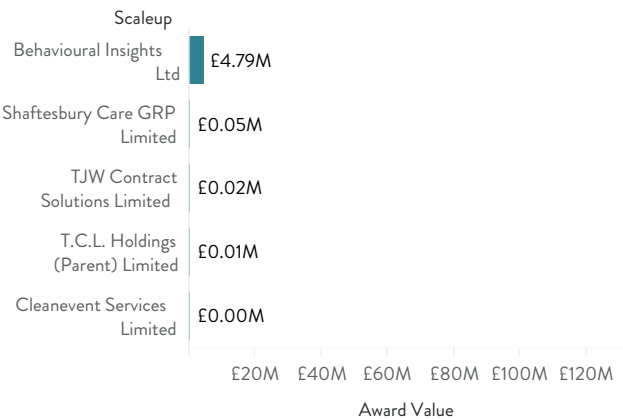 Scaleup
Behavioural Insights
Ltd
£4.79M
Shaftesbury Care GRP
Limited
£0.05M
TJW Contract
Solutions Limited
£0.02M
T.C.L. Holdings
(Parent) Limited
£0.01M
Cleanevent Services
Limited
£0.00M
£20M £40M £60M £80M £100M £120M
Award Value